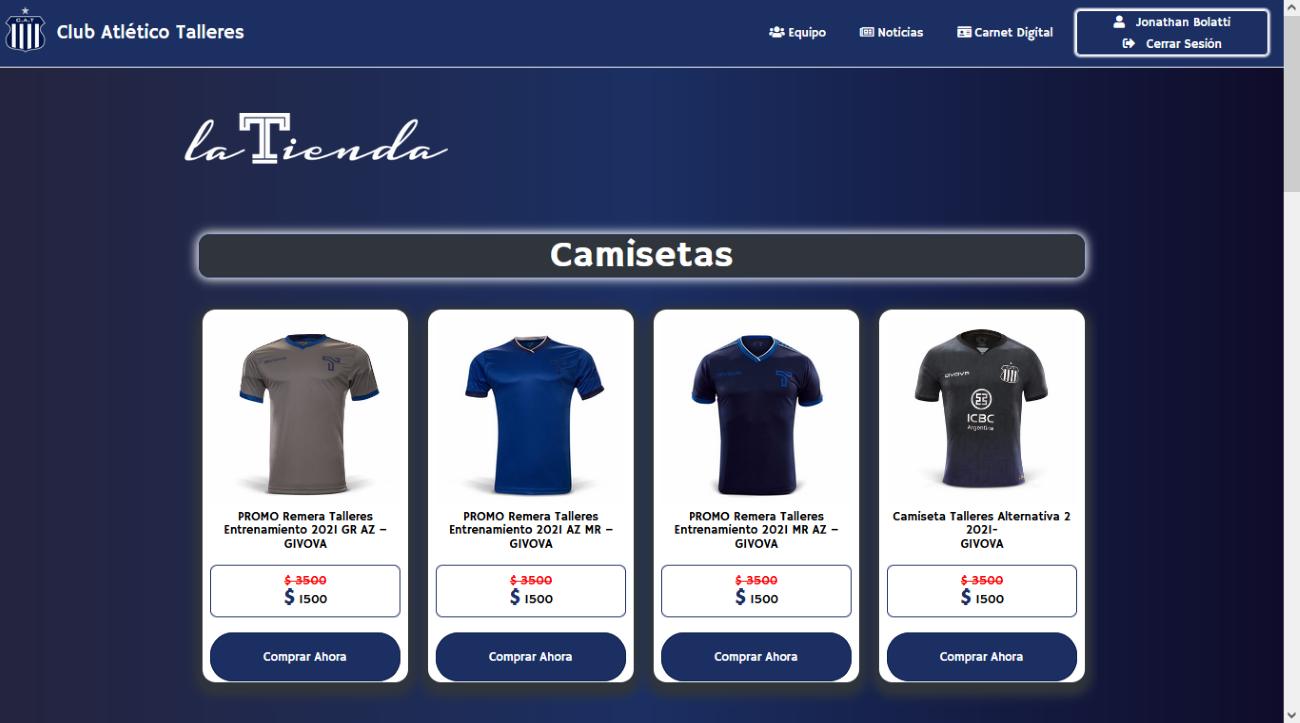 C.A.T
Club Atlético Talleres
Equipo
Noticias
Carnet Digital
Jonathan Bolatti
Cerrar Sesión
la Tienda
Camisetas
GIVOVA
ICBC
Argentina
PROMO Remera Talleres
Entrenamiento 2021 GR AZ –
GIVOVA
$ 3500
$ 1500
Comprar Ahora
PROMO Remera Talleres
Entrenamiento 2021 AZ MR –
GIVOVA
$ 3500
$ 1500
Comprar Ahora
PROMO Remera Talleres
Entrenamiento 2021 MR AZ –
GIVOVA
$ 3500
$ 1500
Comprar Ahora
Camiseta Talleres Alternativa 2
2021-
GIVOVA
$ 3500
$ 1500
Comprar Ahora